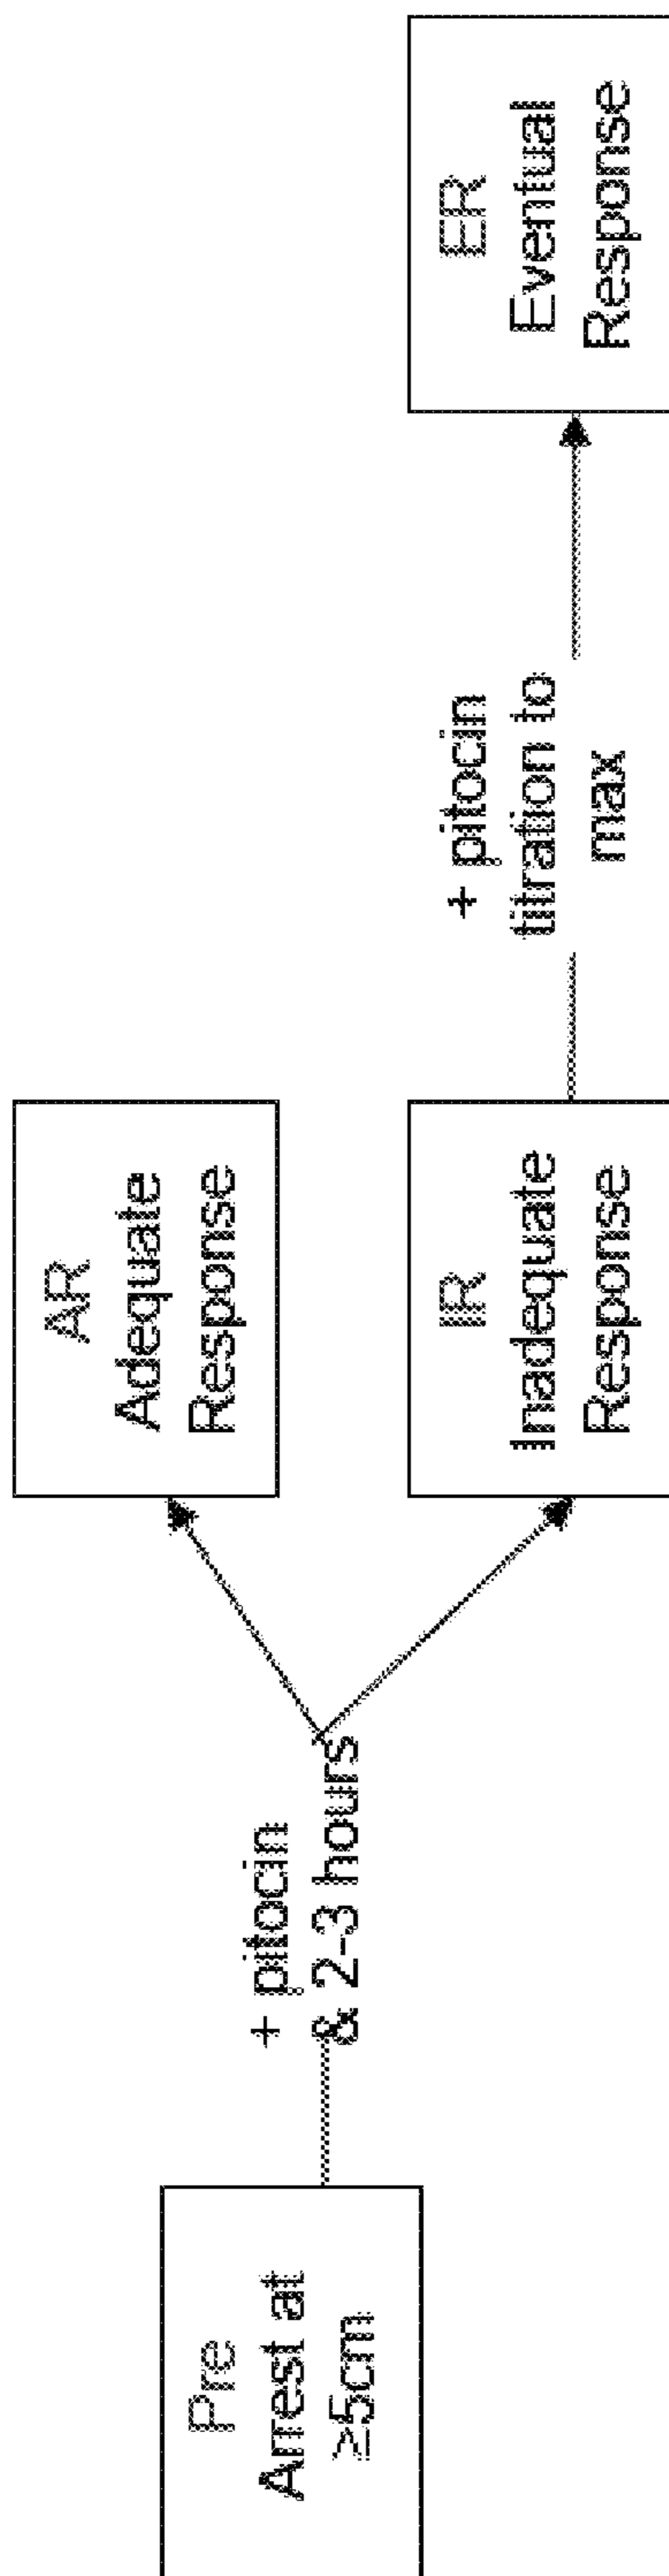 Pre
Arrest at
≥5cm
+ pitocin
& 2-3 hours
AR
Adequate
Response
IR
Inadequate
Response
+ pitocin
titration to
max
ER
Eventual
Response